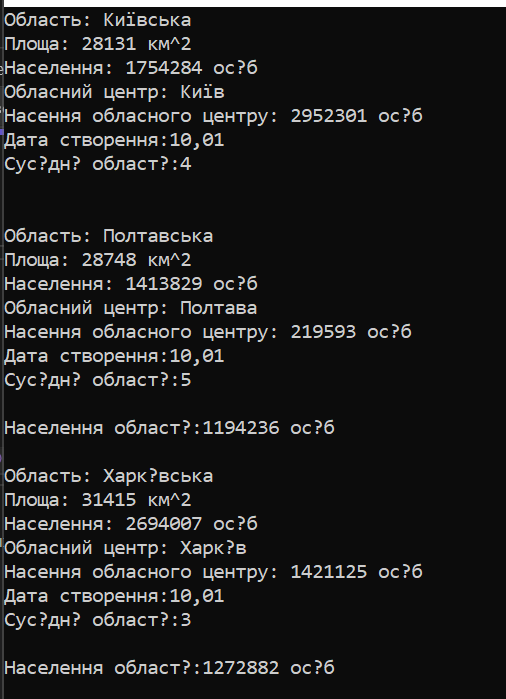 Область: Київська
Площа: 28131 км^2
Населення: 1754284 ос?б
Обласний центр: Київ
Насення обласного центру: 2952301 ос?б
Дата створення:10,01
Сус?дн? област?:4
Область: Полтавська
Площа: 28748 км^2
Населення: 1413829 ос?б
Обласний центр: Полтава
Насення обласного центру: 219593 ос?б
Дата створення:10,01
Сус?дн? област?:5
Населення област?:1194236 ос?б
Область: Харк?вська
Площа: 31415 км^2
Населення: 2694007 ос?б
Обласний центр: Харк?в
Насення обласного центру: 1421125 ос?б
Дата створення:10,01
Сус?дн? област?:3
Населення област?:1272882 ос?б